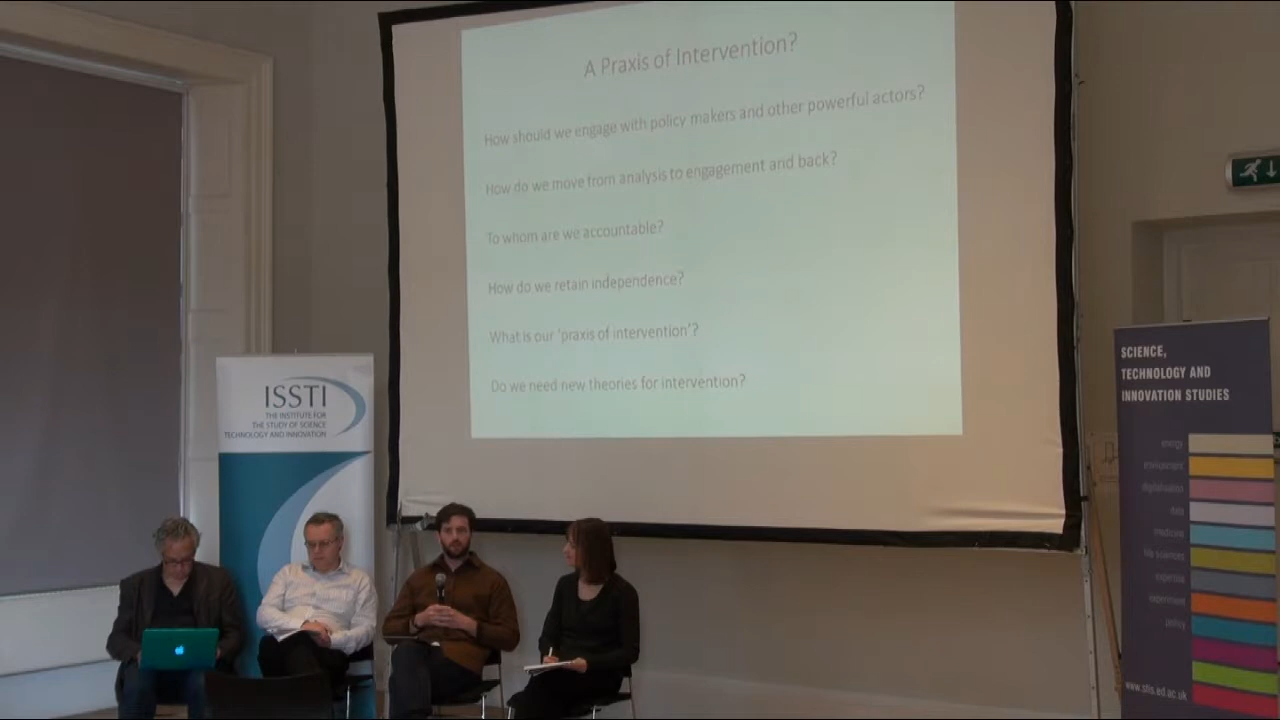 A Praxis of Intervention?
How should we engage with policy makers and other powerful actors?
How do we move from analysis to engagement and back?
To whom are we accountable?
How do we retain independence?
What is our 'praxis of intervention'?
Do we need new theories for intervention?
ISSTI
THE INSTITUTE FOR
THE STUDY OF SCIENCE
TECHNOLOGY AND INNOVATION
SCIENCE,
TECHNOLOGY AND
INNOVATION STUDIES
energy
environment
digitalisation
data
medicine
life sciences
expertise
experiment
policy
www.stis.ed.ac.uk